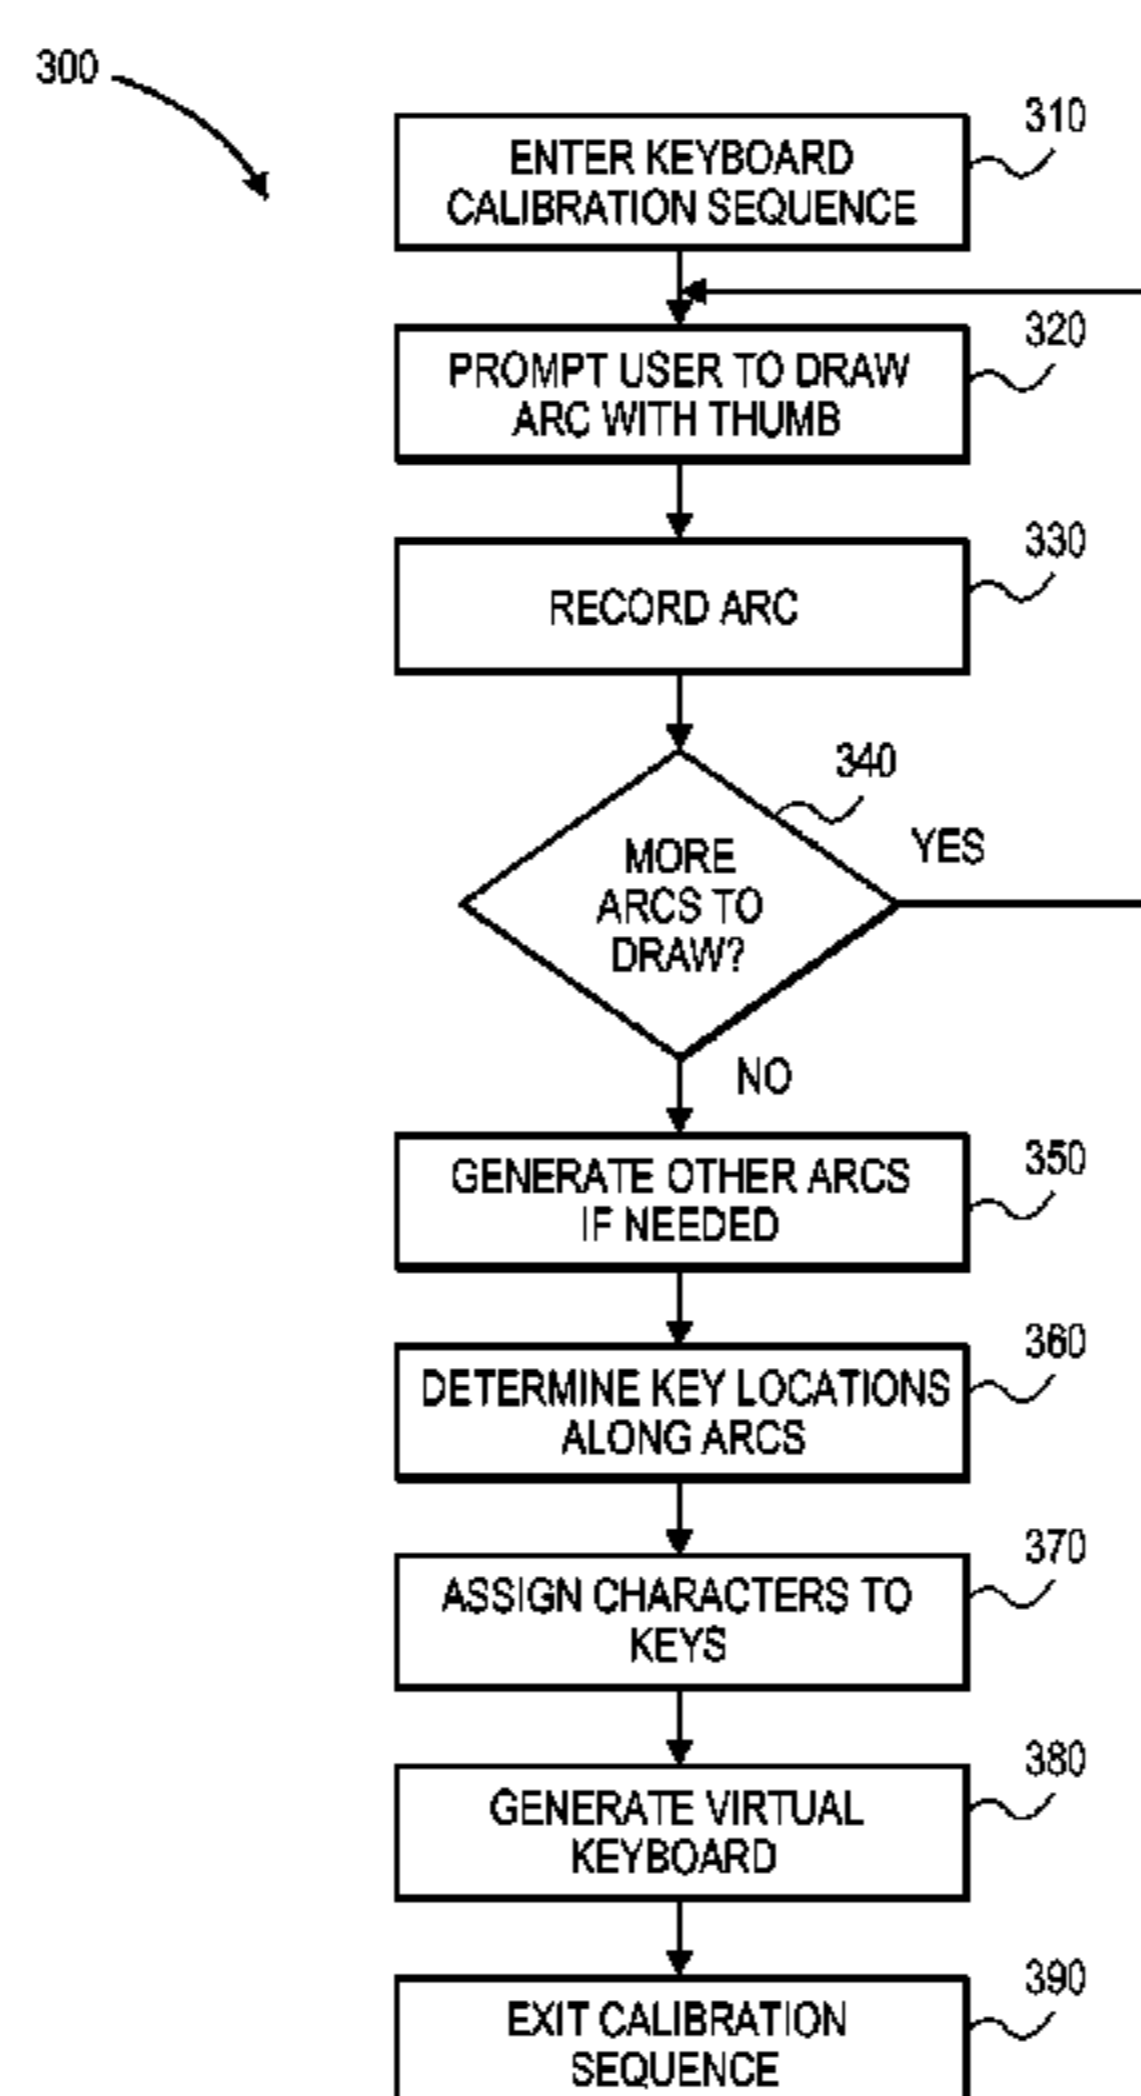 300
310
ENTER KEYBOARD
CALIBRATION SEQUENCE
320
PROMPT USER TO DRAW
ARC WITH THUMB
330
RECORD ARC
340
YES
MORE
ARCS TO
DRAW?
NO
350
GENERATE OTHER ARCS
IF NEEDED
360
DETERMINE KEY LOCATIONS
ALONG ARCS
370
ASSIGN CHARACTERS TO
KEYS
380
GENERATE VIRTUAL
KEYBOARD
390
EXIT CALIBRATION
SEQUENCE